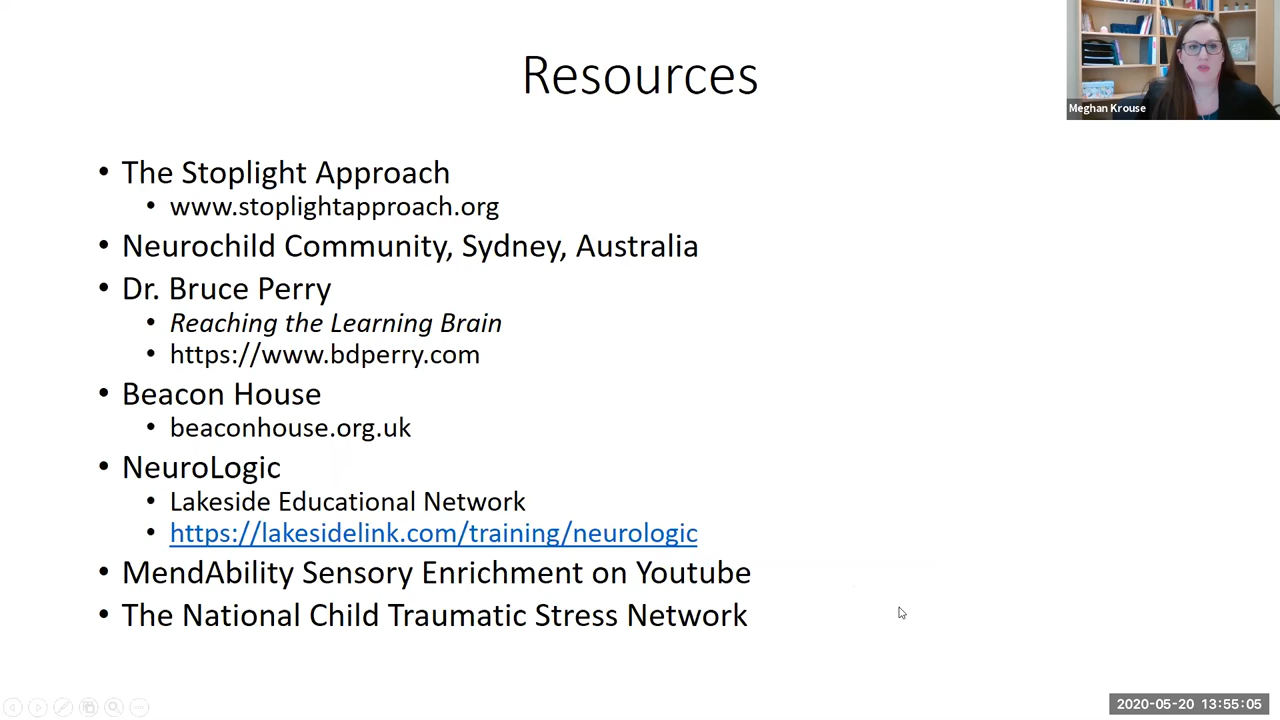 Resources
Meghan Krouse
• The Stoplight Approach
• www.stoplightapproach.org
• Neurochild Community, Sydney, Australia
• Dr. Bruce Perry
• Reaching the Learning Brain
• https://www.bdperry.com
• Beacon House
• beaconhouse.org.uk
• NeuroLogic
• Lakeside Educational Network
• https://lakesidelink.com/training/neurologic
• MendAbility Sensory Enrichment on Youtube
• The National Child Traumatic Stress Network
2020-05-20 13:55:05